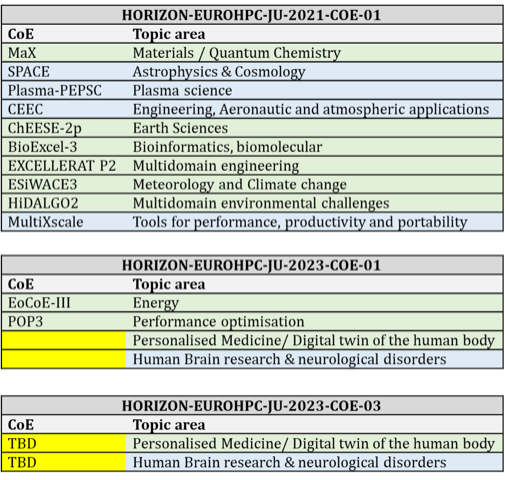 HORIZON-EUROHPC-JU-2021-COE-01
CoE Topic area
MaX Materials / Quantum Chemistry
SPACE Astrophysics & Cosmology
Plasma-PEPSC Plasma science
CEEC Engineering, Aeronautic and atmospheric applications
ChEESE-2p Earth Sciences
BioExcel-3 Bioinformatics, biomolecular
EXCELLERAT P2 Multidomain engineering
ESiWACE3 Meteorology and Climate change
HiDALGO2 Multidomain environmental challenges
MultiXscale Tools for performance, productivity and portability
HORIZON-EUROHPC-JU-2023-COE-01
CoE Topic area
EoCoE-III Energy
POP3 Performance optimisation
Personalised Medicine/ Digital twin of the human body
Human Brain research & neurological disorders
HORIZON-EUROHPC-JU-2023-COE-03
CoE Topic area
TBD Personalised Medicine/ Digital twin of the human body
TBD Human Brain research & neurological disorders